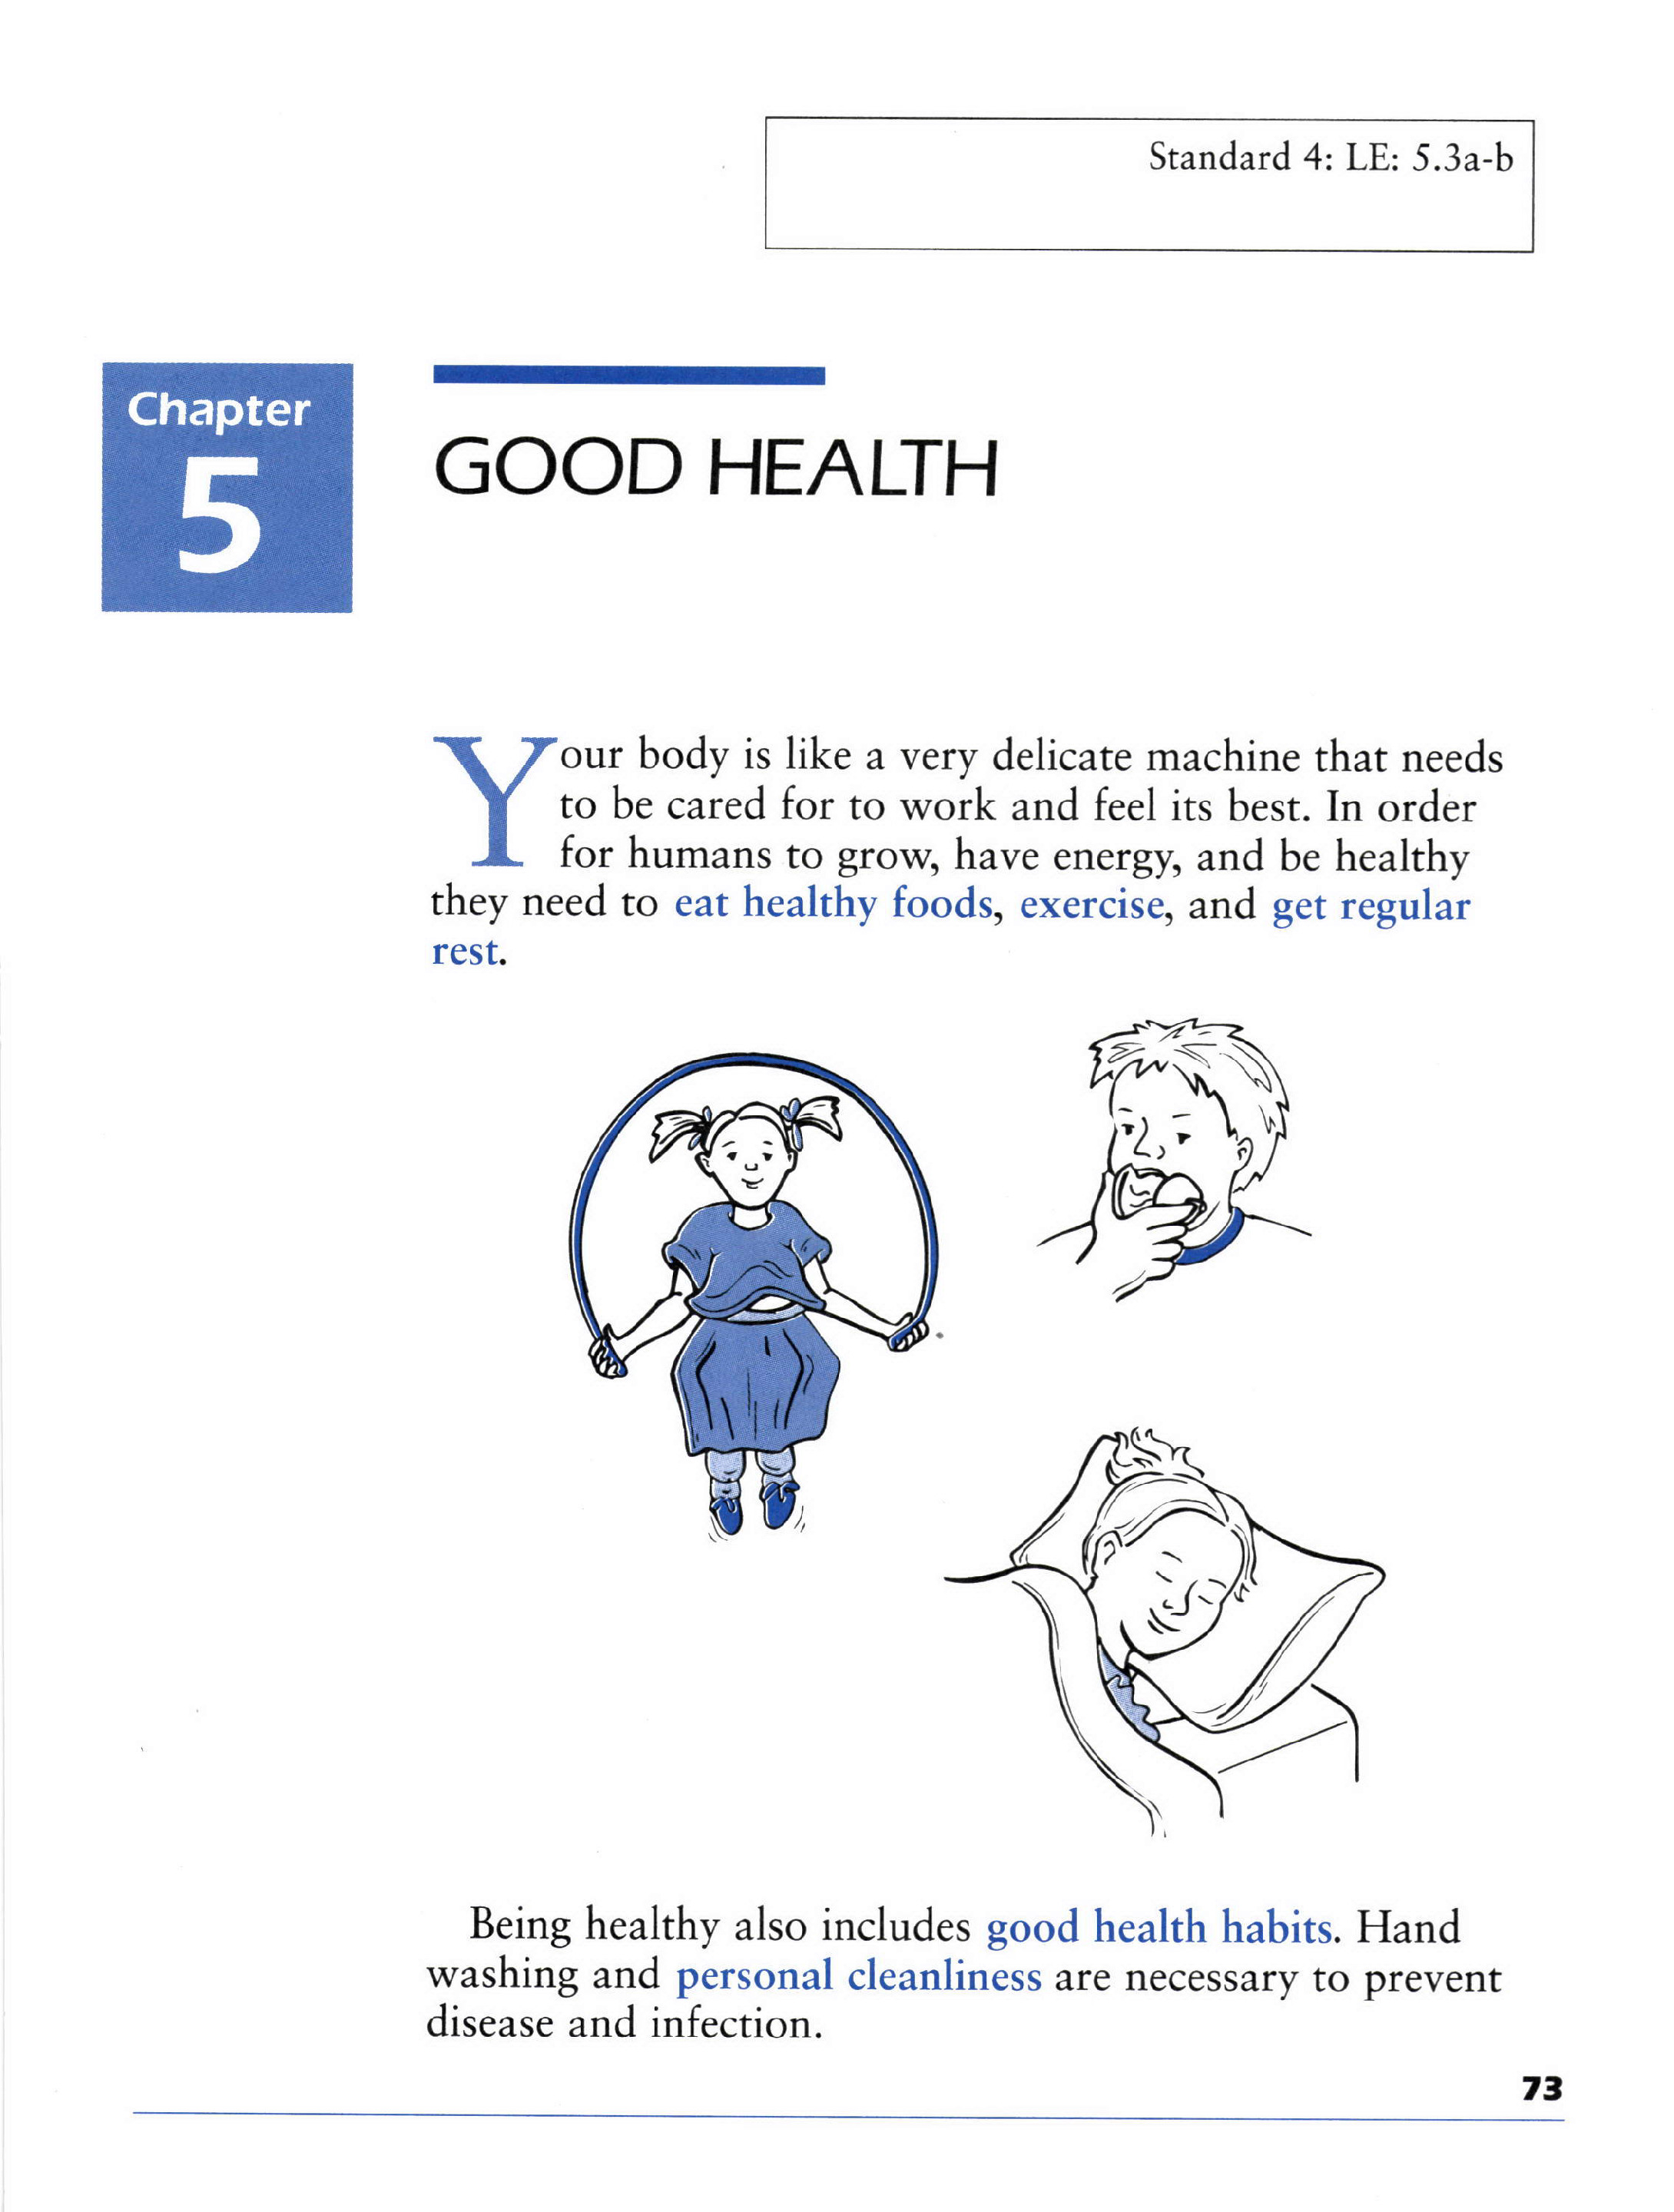 Standard 4: LE: 5.3a-b
Chapter
5
GOOD HEALTH
Your body is like a very delicate machine that needs
to be cared for to work and feel its best. In order
for humans to grow, have energy, and be healthy
they need to eat healthy foods, exercise, and get regular
rest.
Being healthy also includes good health habits. Hand
washing and personal cleanliness are necessary to prevent
disease and infection.
73